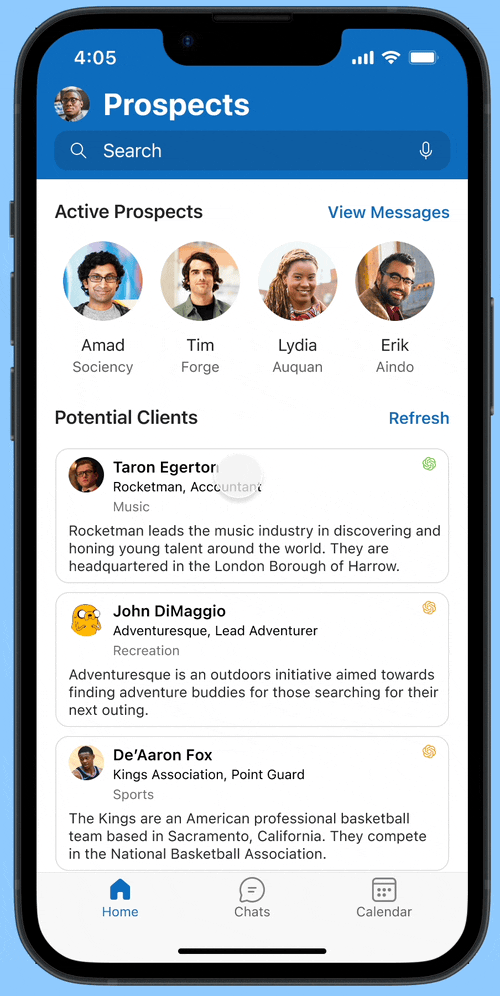 4:05
Prospects
Search
Active Prospects
View Messages
Amad
Tim
Lydia
Erik
Sociency
Forge
Auquan
Aindo
Potential Clients
Refresh
Taron Egerton
Rocketman, Accountant
Music
Rocketman leads the music industry in discovering and
honing young talent around the world. They are
headquartered in the London Borough of Harrow.
John DiMaggio
Adventuresque, Lead Adventurer
Recreation
Adventuresque is an outdoors initiative aimed towards
finding adventure buddies for those searching for their
next outing.
De’Aaron Fox
Kings Association, Point Guard
Sports
The Kings are an American professional basketball
team based in Sacramento, California. They compete
in the National Basketball Association.
Home
Chats
Calendar